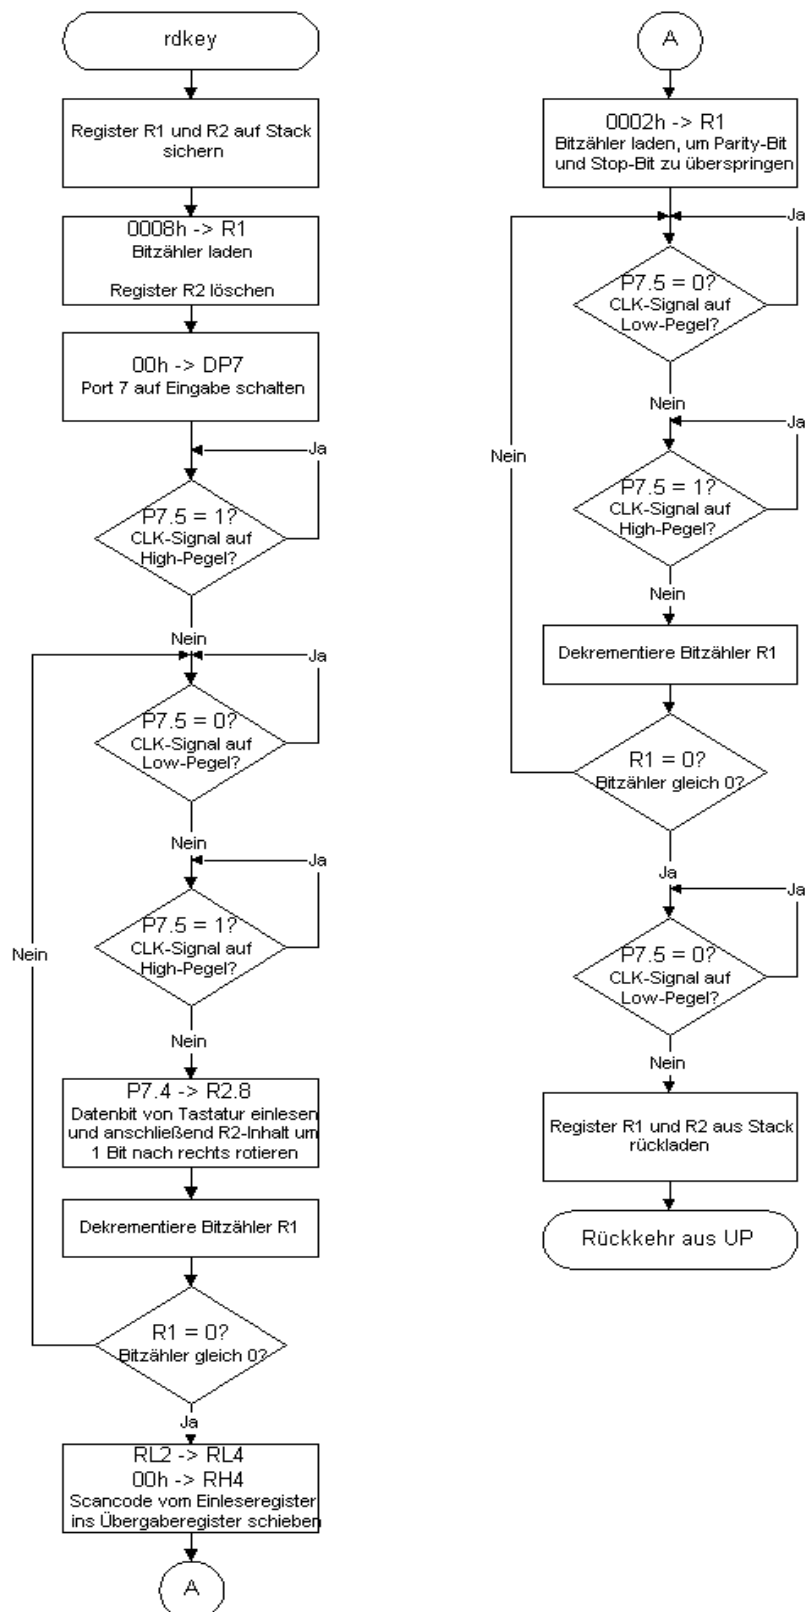 rdkey
Register R1 und R2 auf Stack
sichern
0008h -> R1
Bitzähler laden
Register R2 löschen
00h -> DP7
Port 7 auf Eingabe schalten
Ja
P7.5 = 1?
CLK-Signal auf
High-Pegel?
Nein
Ja
P7.5 = 0?
CLK-Signal auf
Low-Pegel?
Nein
Ja
P7.5 = 1?
CLK-Signal auf
High-Pegel?
Nein
Nein
P7.4 -> R2.8
Datenbit von Tastatur einlesen
und anschließend R2-Inhalt um
1 Bit nach rechts rotieren
Dekrementiere Bitzähler R1
R1 = 0?
Bitzähler gleich 0?
Ja
RL2 -> RL4
00h -> RH4
Scancode vom Einleseregister
ins Übergaberegister schieben
A
A
0002h -> R1
Bitzähler laden, um Parity-Bit
und Stop-Bit zu überspringen
Ja
P7.5 = 0?
CLK-Signal auf
Low-Pegel?
Nein
Ja
Nein
P7.5 = 1?
CLK-Signal auf
High-Pegel?
Nein
Dekrementiere Bitzähler R1
R1 = 0?
Bitzähler gleich 0?
Ja
Ja
P7.5 = 0?
CLK-Signal auf
Low-Pegel?
Nein
Register R1 und R2 aus Stack
rückladen
Rückkehr aus UP